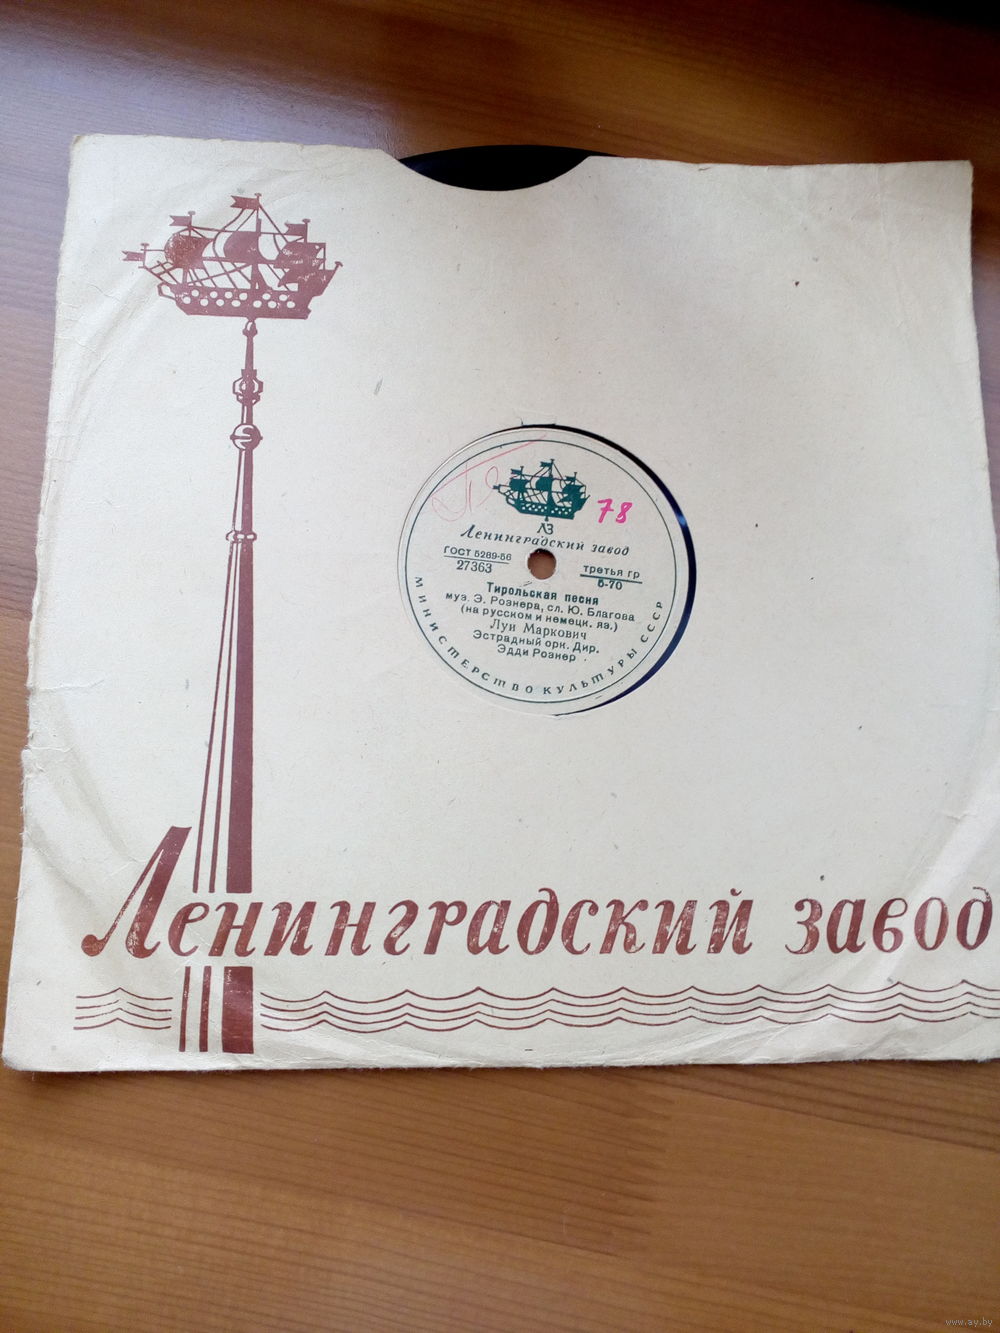 78
ЛЗ
Ленинградский завод
ГОСТ 5289-56
27363
третья гр
6-70
Тирольская песня
муз. Э. Рознера, сл. Ю. Благова
(на русском и немецк. яз.)
Луи Маркович
Эстрадный орк. Дир.
Эдди Рознер
МИНИСТЕРСТВО КУЛЬТУРЫ СССР
Ленинградский завод
www.ay.by